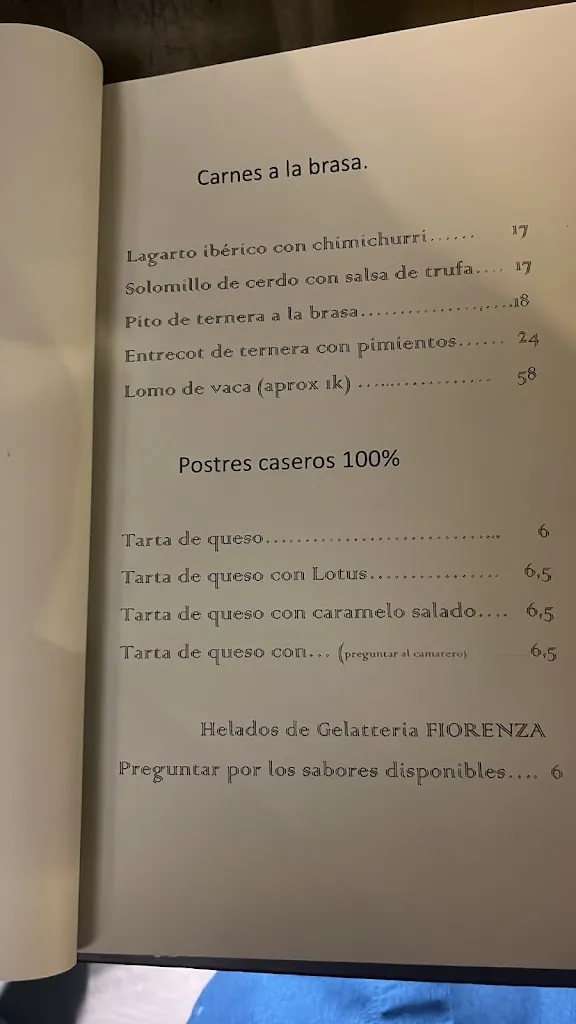 Carnes a la brasa.
Lagarto ibérico con chimichurri...... 17
Solomillo de cerdo con salsa de trufa.... 17
Pito de ternera a la brasa....................18
Entrecot de ternera con pimientos...... 24
Lomo de vaca (aprox 1k) .................... 58
Postres caseros 100%
Tarta de queso.............................. 6
Tarta de queso con Lotus................ 6,5
Tarta de queso con caramelo salado.... 6,5
Tarta de queso con... (preguntar al camarero) 6,5
Helados de Gelatteria FIORENZA
Preguntar por los sabores disponibles.... 6